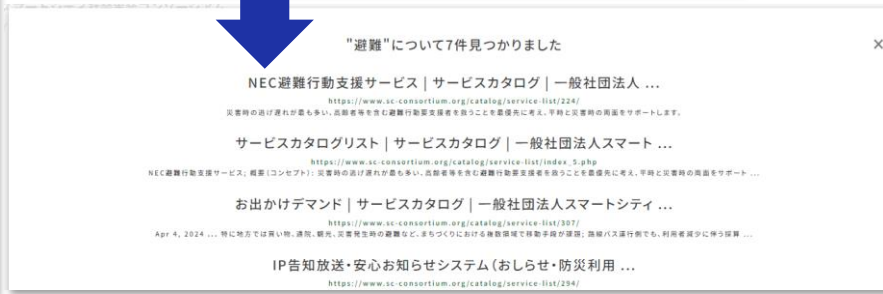 "避難"について7件見つかりました
×
NEC避難行動支援サービス | サービスカタログ | 一般社団法人 ...
https://www.sc-consortium.org/catalog/service-list/224/
災害時の逃げ遅れが最も多い、高齢者等を含む避難行動要支援者を救うことを最優先に考え、平時と災害時の両面をサポートします。
サービスカタログリスト | サービスカタログ | 一般社団法人スマート ...
https://www.sc-consortium.org/catalog/service-list/index_5.php
NEC避難行動支援サービス; 概要(コンセプト): 災害時の逃げ遅れが最も多い、高齢者等を含む避難行動要支援者を救うことを最優先に考え、平時と災害時の両面をサポート ...
お出かけデマンド | サービスカタログ | 一般社団法人スマートシティ ...
https://www.sc-consortium.org/catalog/service-list/307/
Apr 4, 2024 ... 特に地方では買い物、通院、観光、災害発生時の避難など、まちづくりにおける複数領域で移動手段が課題; 路線バス運行側でも、利用者減少に伴う採算 ...
IP告知放送・安心お知らせシステム(おしらせ・防災利用 ...
https://www.sc-consortium.org/catalog/service-list/294/